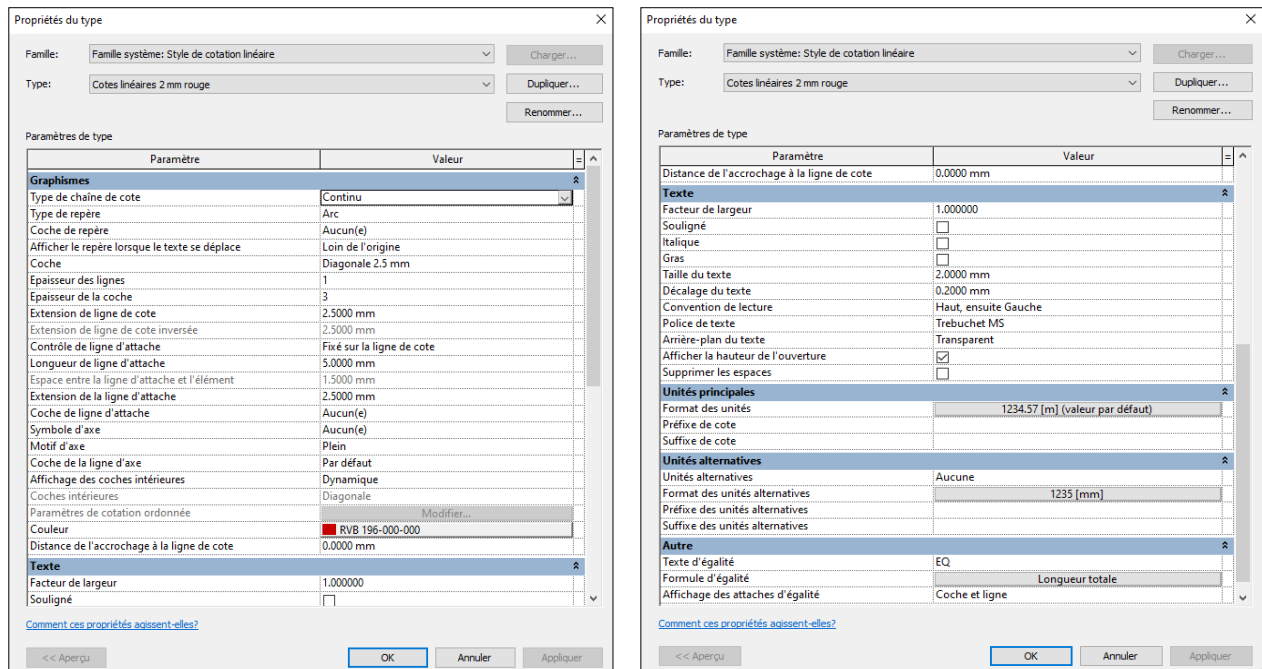 Propriétés du type
Famille: Famille système: Style de cotation linéaire Charger...
Type: Cotes linéaires 2 mm rouge Dupliquer...
Renommer...
Paramètres de type
Paramètre Valeur =
Graphismes
Type de chaîne de cote Continu
Type de repère Arc
Coche de repère Aucun(e)
Afficher le repère lorsque le texte se déplace Loin de l'origine
Coche Diagonale 2.5 mm
Epaisseur des lignes 1
Epaisseur de la coche 3
Extension de ligne de cote 2.5000 mm
Extension de ligne de cote inversée 2.5000 mm
Contrôle de ligne d'attache Fixé sur la ligne de cote
Longueur de ligne d'attache 5.0000 mm
Espace entre la ligne d'attache et l'élément 1.5000 mm
Extension de la ligne d'attache 2.5000 mm
Coche de ligne d'attache Aucun(e)
Symbole d'axe Aucun(e)
Motif d'axe Plein
Coche de la ligne d'axe Par défaut
Affichage des coches intérieures Dynamique
Coches intérieures Diagonale
Paramètres de cotation ordonnée Modifier...
Couleur RVB 196-000-000
Distance de l'accrochage à la ligne de cote 0.0000 mm
Texte
Facteur de largeur 1.000000
Souligné
Comment ces propriétés agissent-elles?
<< Aperçu OK Annuler Appliquer
Propriétés du type
Famille: Famille système: Style de cotation linéaire Charger...
Type: Cotes linéaires 2 mm rouge Dupliquer...
Renommer...
Paramètres de type
Paramètre Valeur =
Distance de l'accrochage à la ligne de cote 0.0000 mm
Texte
Facteur de largeur 1.000000
Souligné
Italique
Gras
Taille du texte 2.0000 mm
Décalage du texte 0.2000 mm
Convention de lecture Haut, ensuite Gauche
Police de texte Trebuchet MS
Arrière-plan du texte Transparent
Afficher la hauteur de l'ouverture
Supprimer les espaces
Unités principales
Format des unités 1234.57 [m] (valeur par défaut)
Préfixe de cote
Suffixe de cote
Unités alternatives
Unités alternatives Aucune
Format des unités alternatives 1235 [mm]
Préfixe des unités alternatives
Suffixe des unités alternatives
Autre
Texte d'égalité EQ
Formule d'égalité Longueur totale
Affichage des attaches d'égalité Coche et ligne
Comment ces propriétés agissent-elles?
<< Aperçu OK Annuler Appliquer